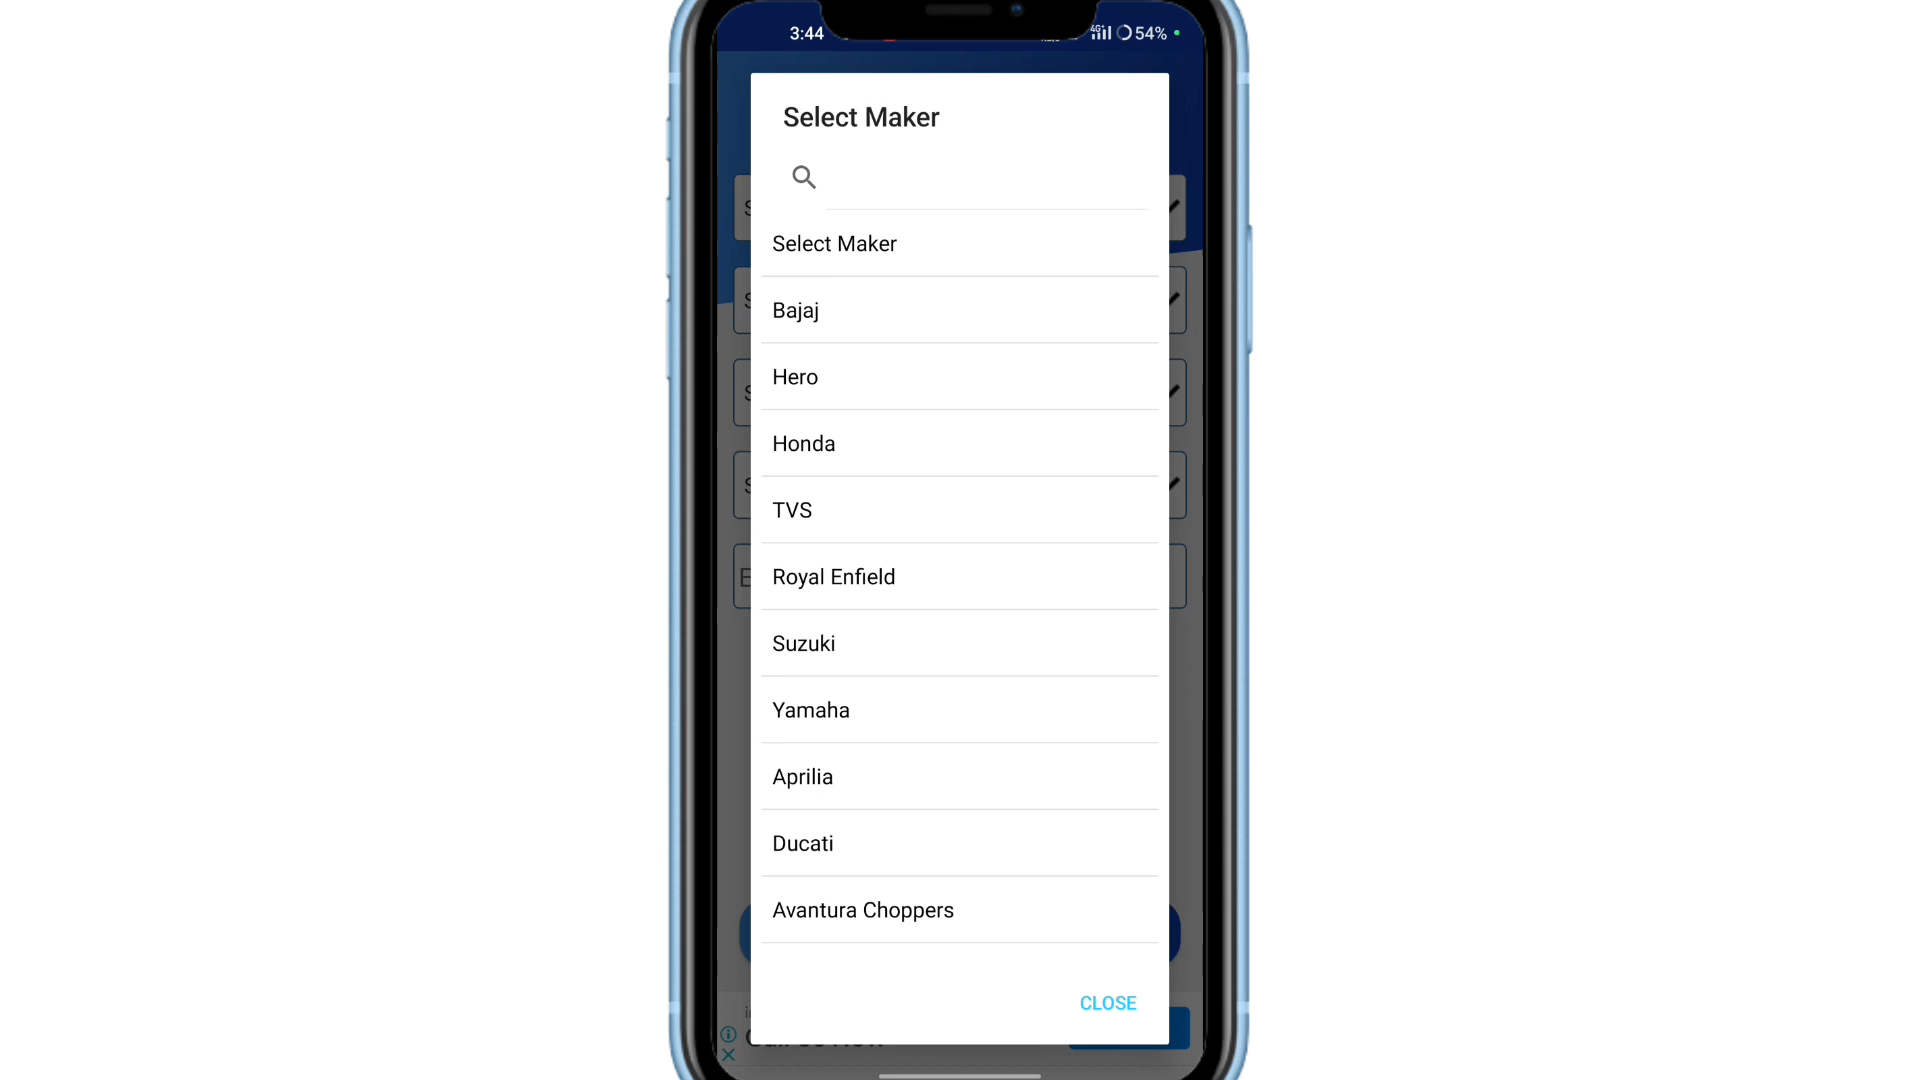 3:44 4G+ 54%
Select Maker
Select Maker
Bajaj
Hero
Honda
TVS
Royal Enfield
Suzuki
Yamaha
Aprilia
Ducati
Avantura Choppers
CLOSE